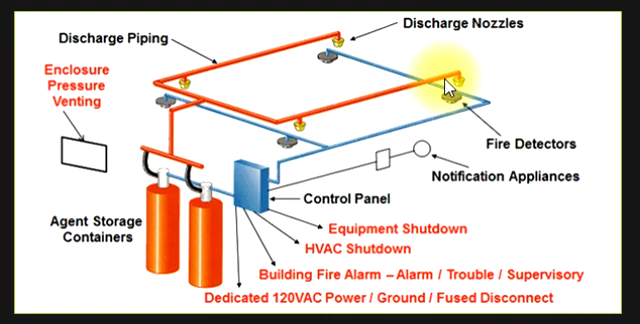 Discharge Nozzles
Discharge Piping
Enclosure
Pressure
Venting
Fire Detectors
Notification Appliances
Control Panel
Agent Storage
Containers
Equipment Shutdown
HVAC Shutdown
Building Fire Alarm – Alarm / Trouble / Supervisory
Dedicated 120VAC Power / Ground / Fused Disconnect